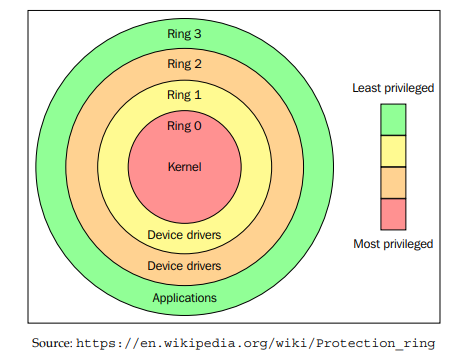 Ring 3
Ring 2
Ring 1
Ring 0
Kernel
Device drivers
Device drivers
Applications
Least privileged
Most privileged
Source: https://en.wikipedia.org/wiki/Protection_ring